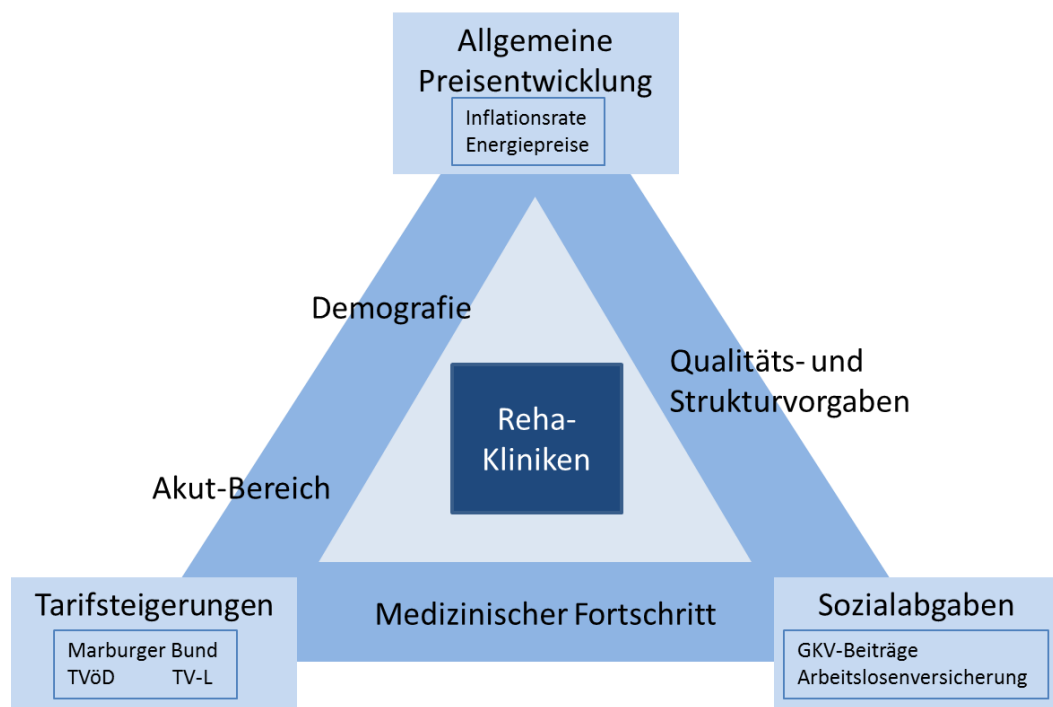 Allgemeine
Preisentwicklung
Inflationsrate
Energiepreise
Demografie
Qualitäts- und
Strukturvorgaben
Reha-
Kliniken
Akut-Bereich
Tarifsteigerungen
Marburger Bund
TVöD TV-L
Medizinischer Fortschritt
Sozialabgaben
GKV-Beiträge
Arbeitslosenversicherung